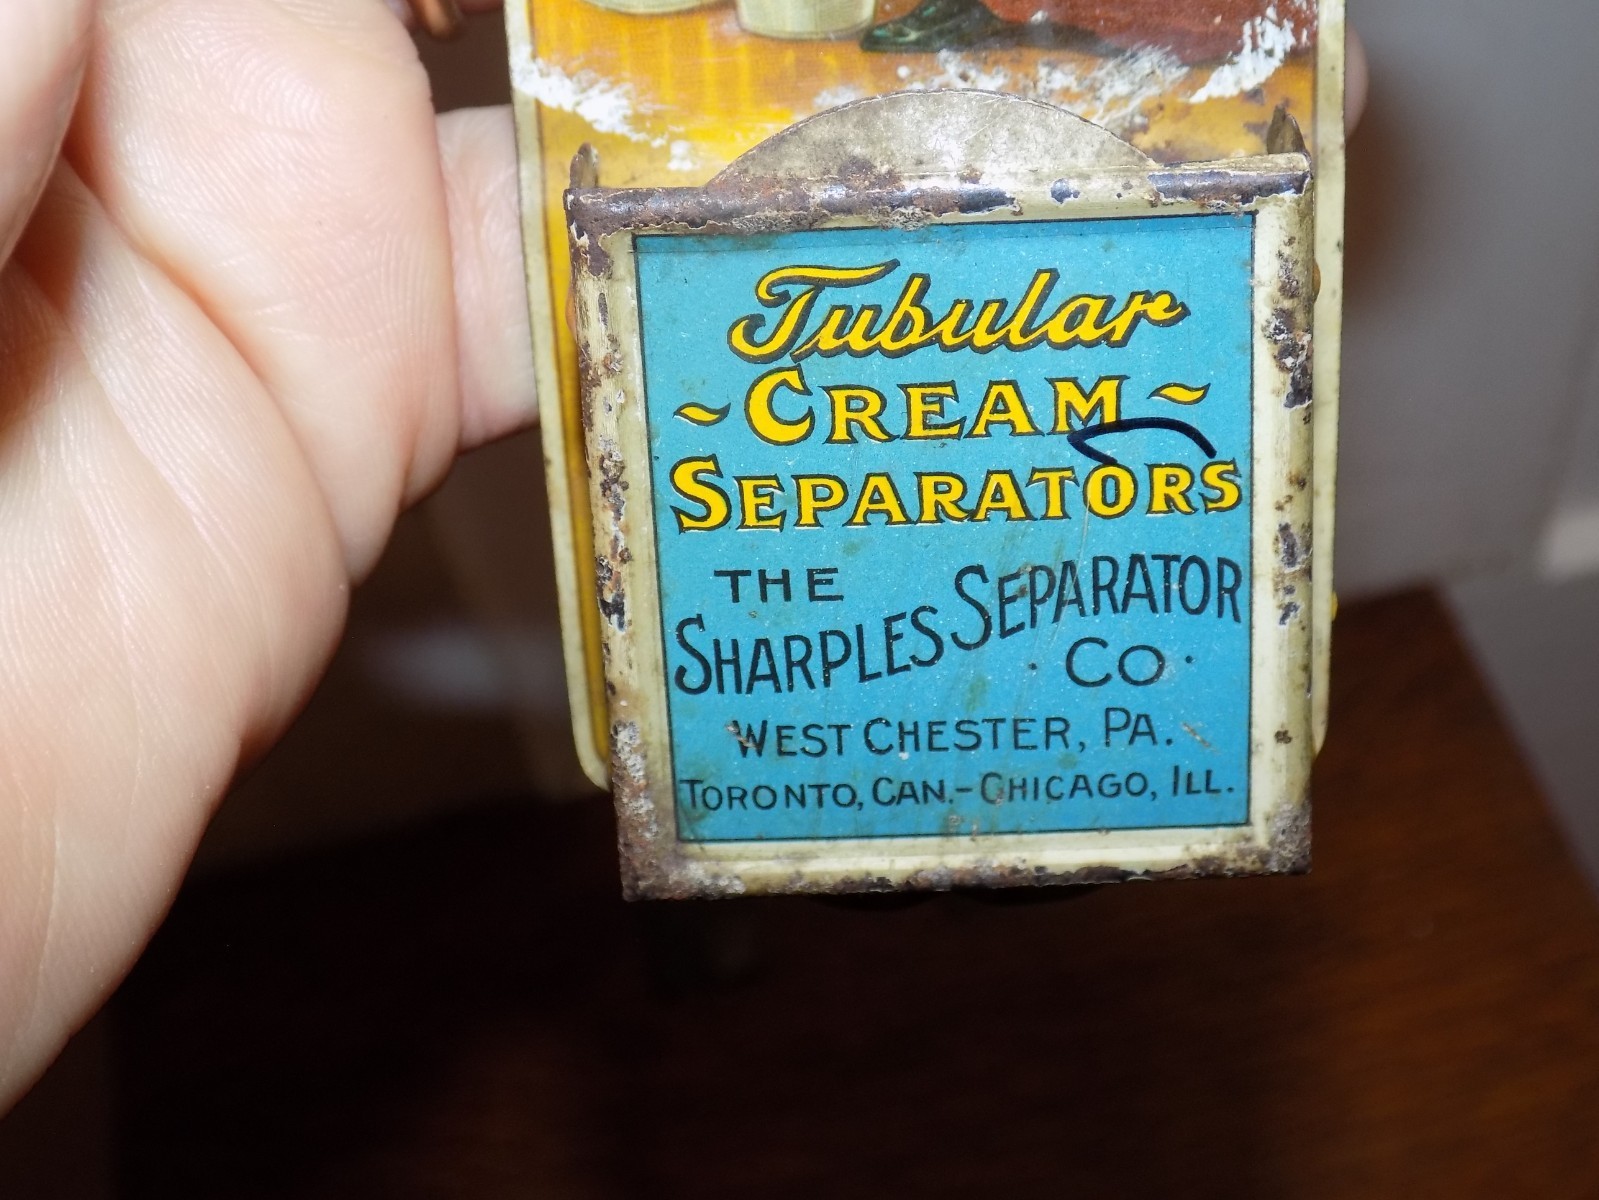 Tubular
~ CREAM ~
SEPARATORS
THE
SHARPLES SEPARATOR
· CO ·
WEST CHESTER, PA.
TORONTO, CAN. - CHICAGO, ILL.